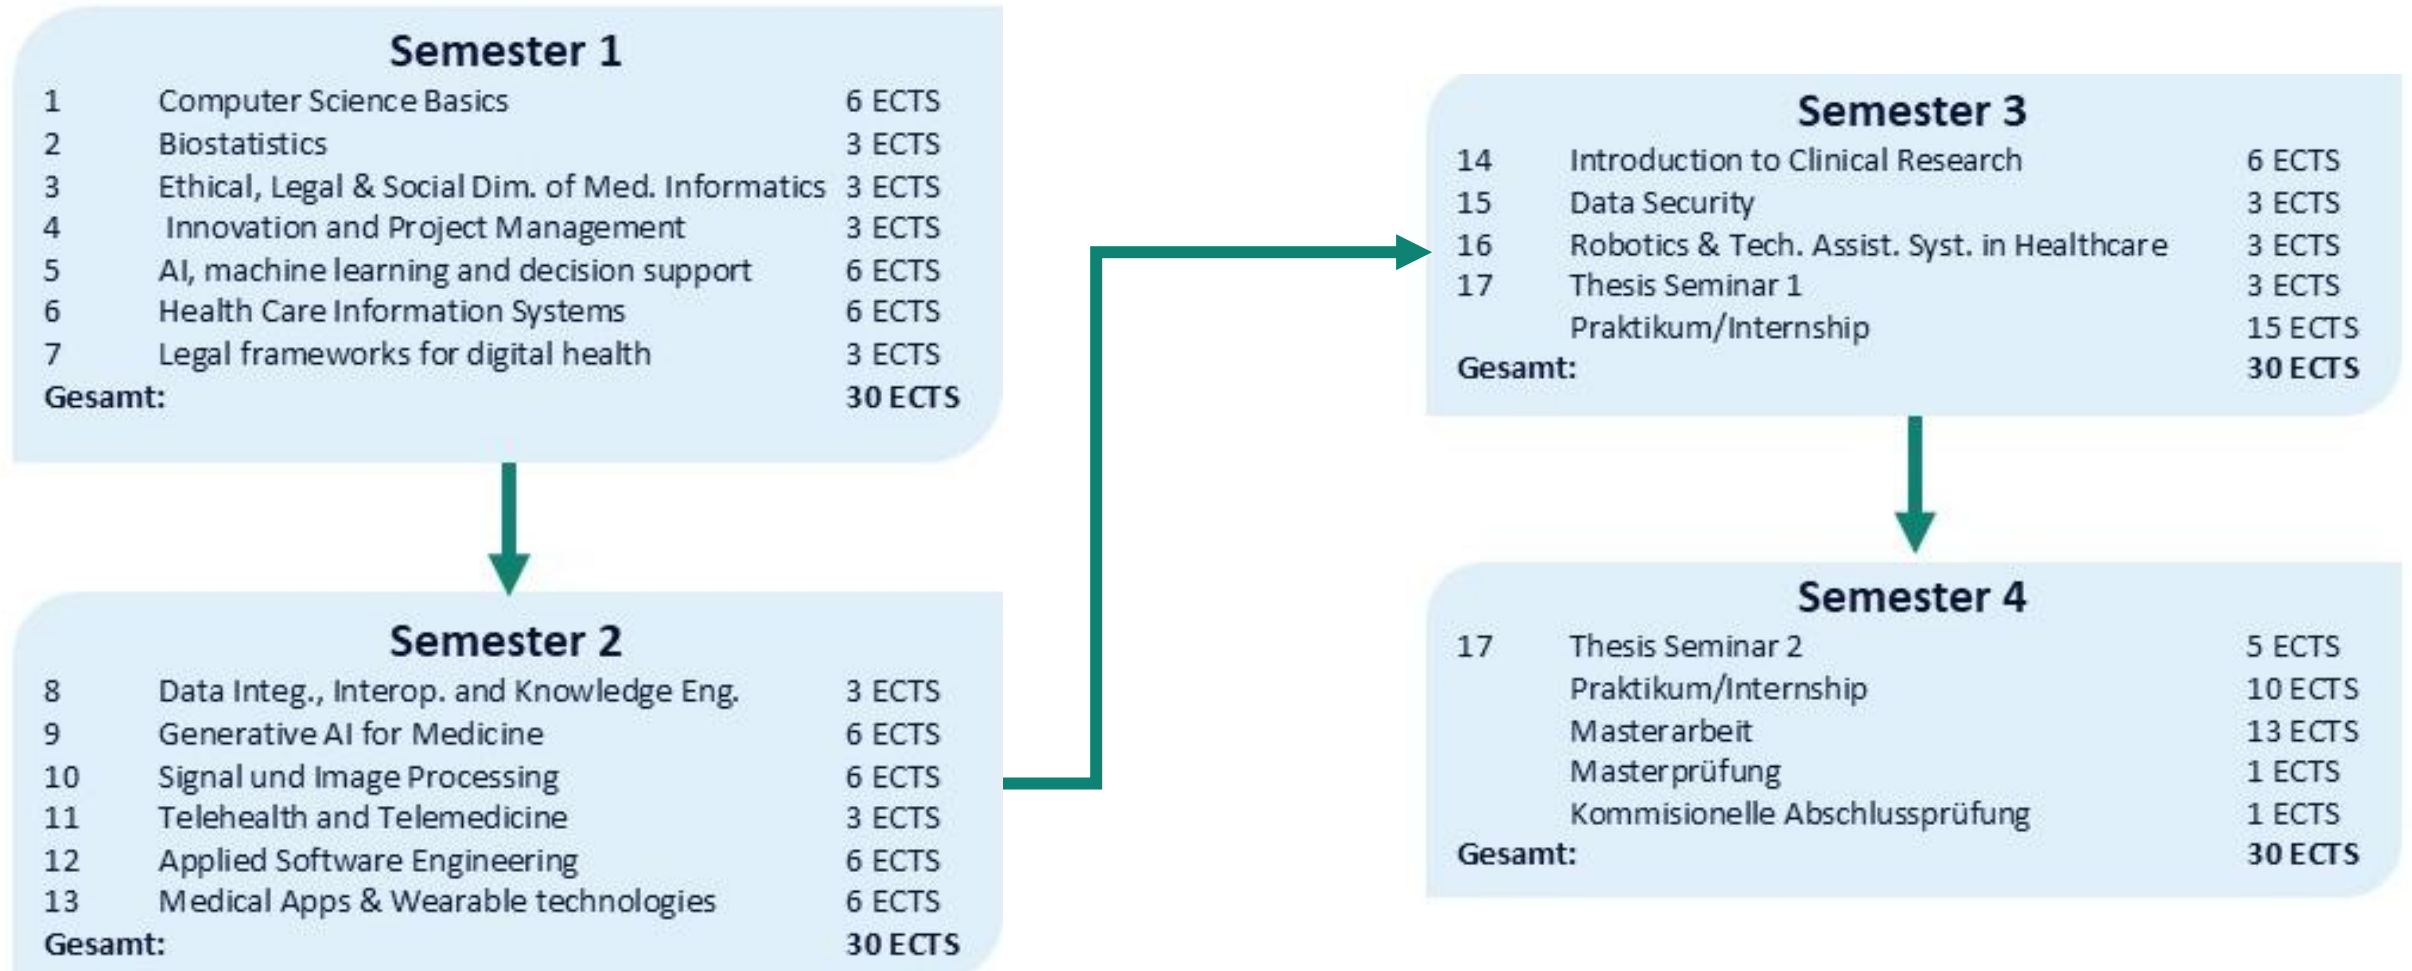 Semester 1
1 Computer Science Basics 6 ECTS
2 Biostatistics 3 ECTS
3 Ethical, Legal & Social Dim. of Med. Informatics 3 ECTS
4 Innovation and Project Management 3 ECTS
5 AI, machine learning and decision support 6 ECTS
6 Health Care Information Systems 6 ECTS
7 Legal frameworks for digital health 3 ECTS
Gesamt: 30 ECTS
Semester 2
8 Data Integ., Interop. and Knowledge Eng. 3 ECTS
9 Generative AI for Medicine 6 ECTS
10 Signal und Image Processing 6 ECTS
11 Telehealth and Telemedicine 3 ECTS
12 Applied Software Engineering 6 ECTS
13 Medical Apps & Wearable technologies 6 ECTS
Gesamt: 30 ECTS
Semester 3
14 Introduction to Clinical Research 6 ECTS
15 Data Security 3 ECTS
16 Robotics & Tech. Assist. Syst. in Healthcare 3 ECTS
17 Thesis Seminar 1 3 ECTS
Praktikum/Internship 15 ECTS
Gesamt: 30 ECTS
Semester 4
17 Thesis Seminar 2 5 ECTS
Praktikum/Internship 10 ECTS
Masterarbeit 13 ECTS
Masterprüfung 1 ECTS
Kommisionelle Abschlussprüfung 1 ECTS
Gesamt: 30 ECTS